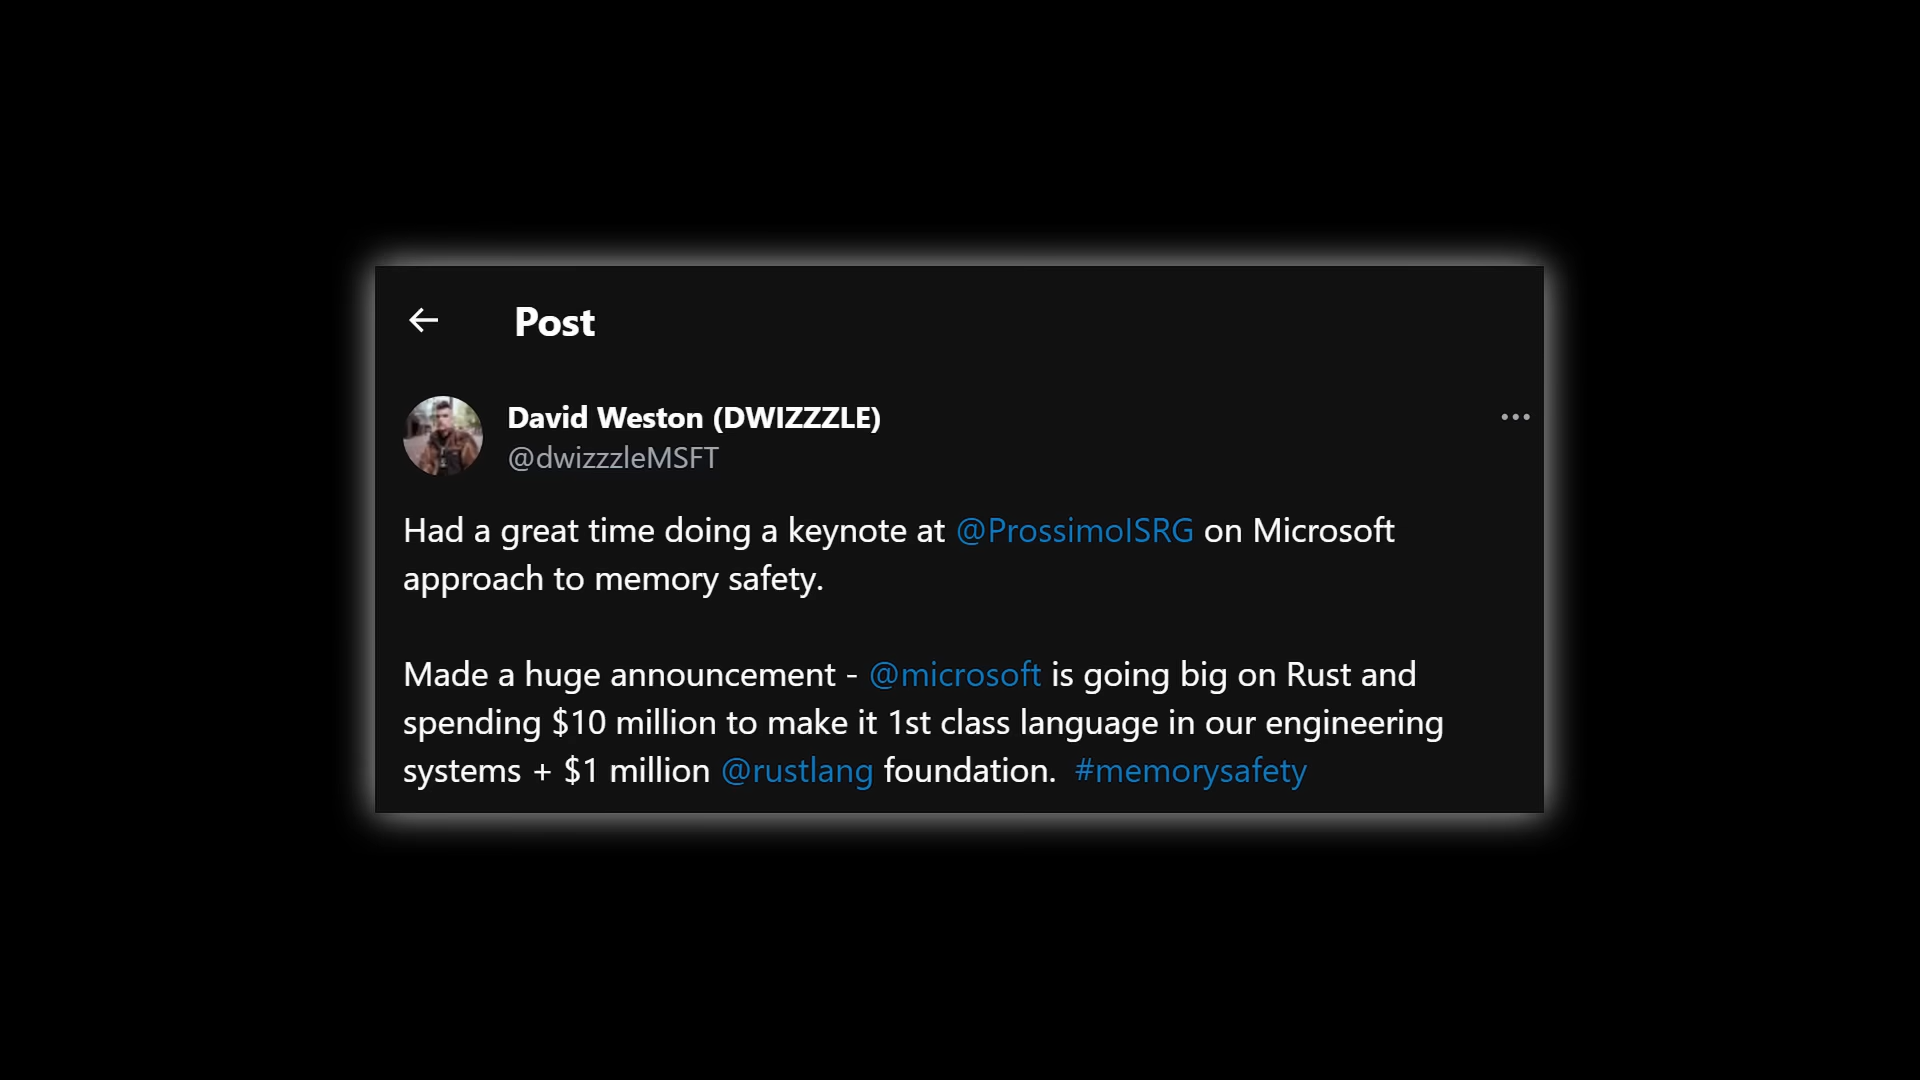 Post
David Weston (DWIZZZLE)
@dwizzzleMSFT
Had a great time doing a keynote at @ProssimoISRG on Microsoft
approach to memory safety.
Made a huge announcement - @microsoft is going big on Rust and
spending $10 million to make it 1st class language in our engineering
systems + $1 million @rustlang foundation. #memorysafety